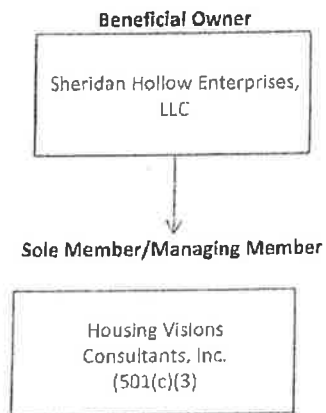 Beneficial Owner
Sheridan Hollow Enterprises,
LLC
Sole Member/Managing Member
Housing Visions
Consultants, Inc.
(501(c)(3)